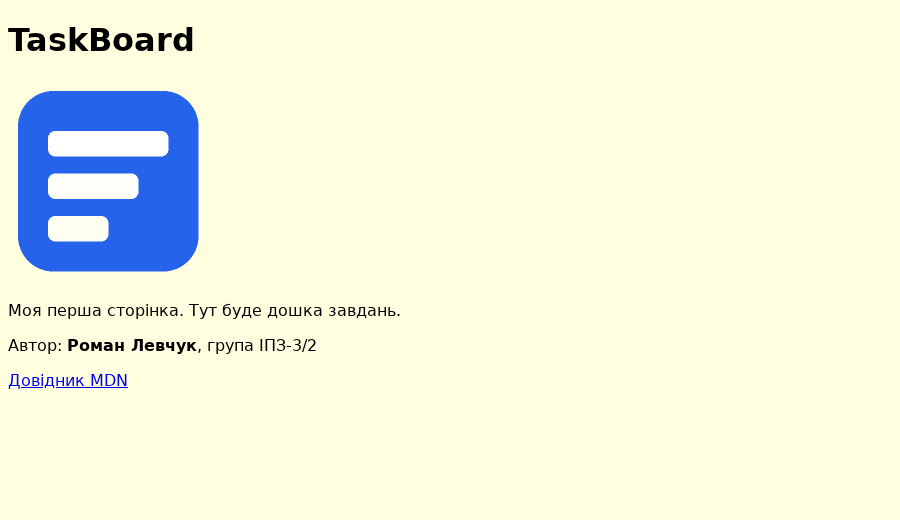 TaskBoard
Моя перша сторінка. Тут буде дошка завдань.
Автор: Роман Левчук, група ІПЗ-3/2
Довідник MDN